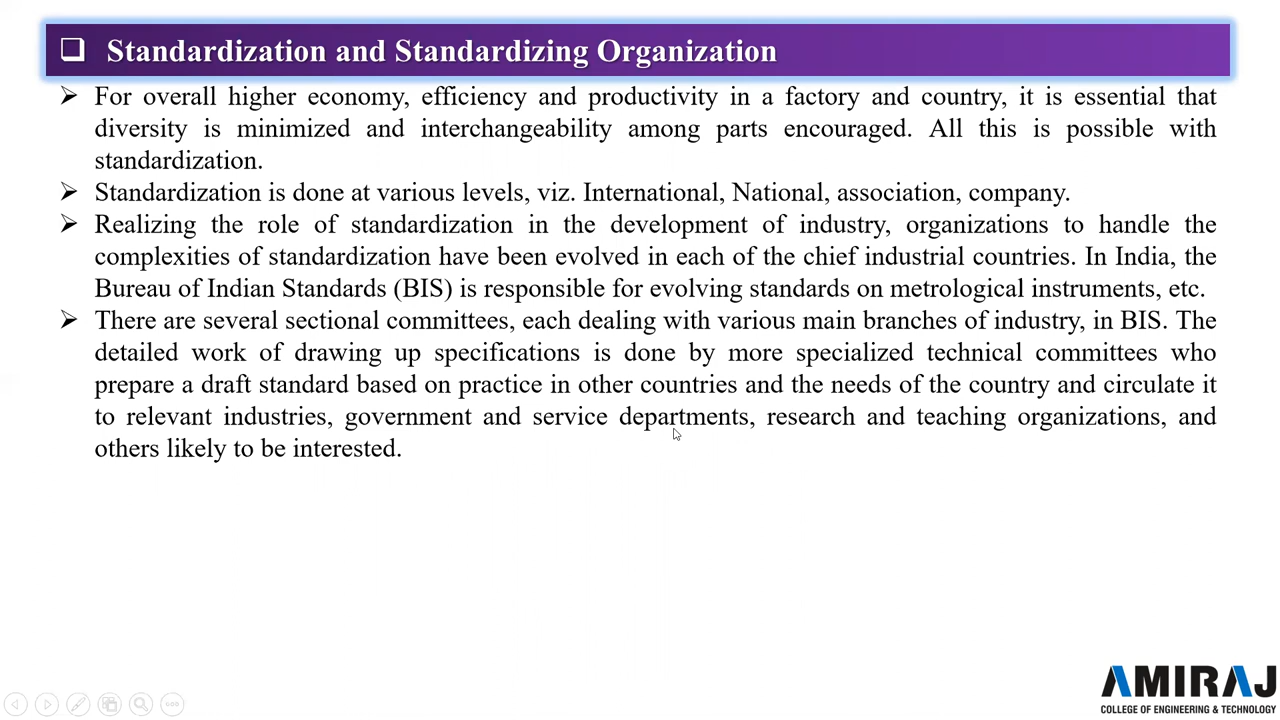 Standardization and Standardizing Organization
For overall higher economy, efficiency and productivity in a factory and country, it is essential that
diversity is minimized and interchangeability among parts encouraged. All this is possible with
standardization.
Standardization is done at various levels, viz. International, National, association, company.
Realizing the role of standardization in the development of industry, organizations to handle the
complexities of standardization have been evolved in each of the chief industrial countries. In India, the
Bureau of Indian Standards (BIS) is responsible for evolving standards on metrological instruments, etc.
There are several sectional committees, each dealing with various main branches of industry, in BIS. The
detailed work of drawing up specifications is done by more specialized technical committees who
prepare a draft standard based on practice in other countries and the needs of the country and circulate it
to relevant industries, government and service departments, research and teaching organizations, and
others likely to be interested.
AMIRAJ
COLLEGE OF ENGINEERING & TECHNOLOGY